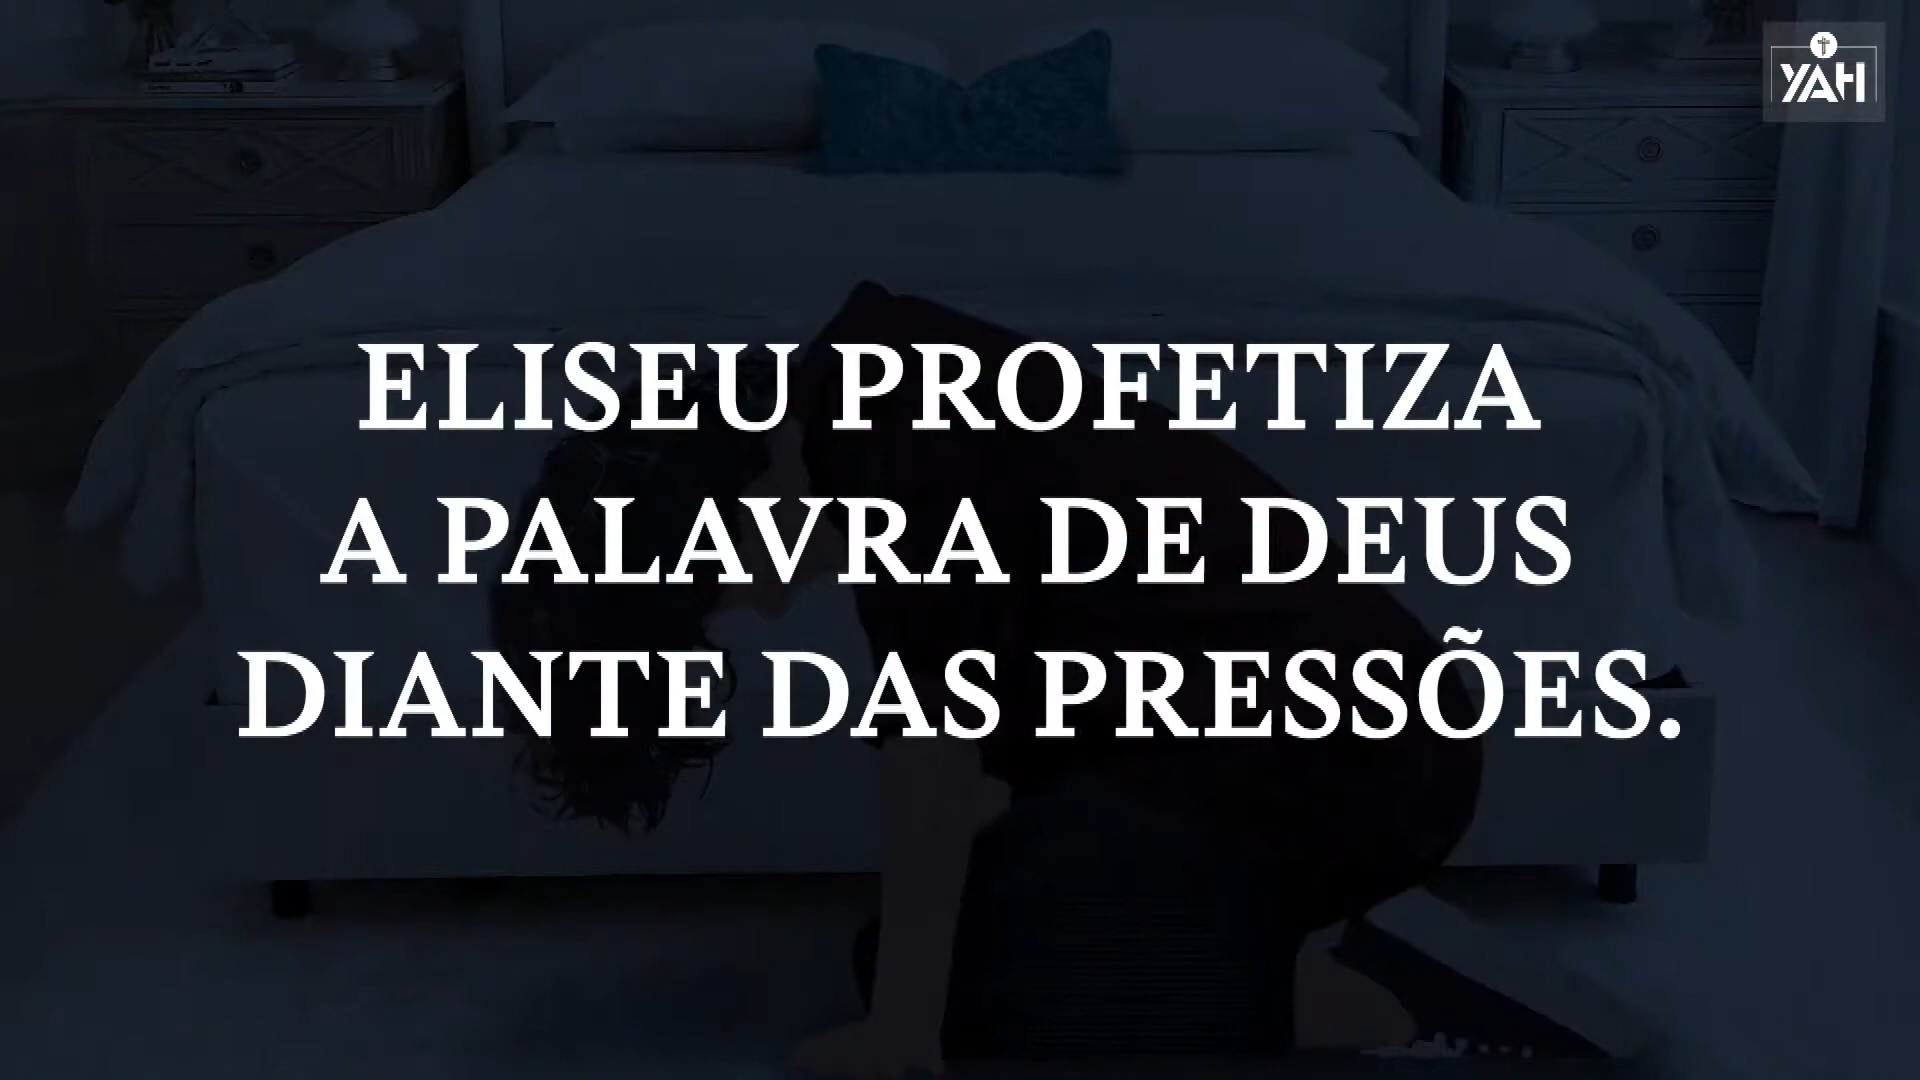 YAH
ELISEU PROFETIZA
A PALAVRA DE DEUS
DIANTE DAS PRESSÕES.